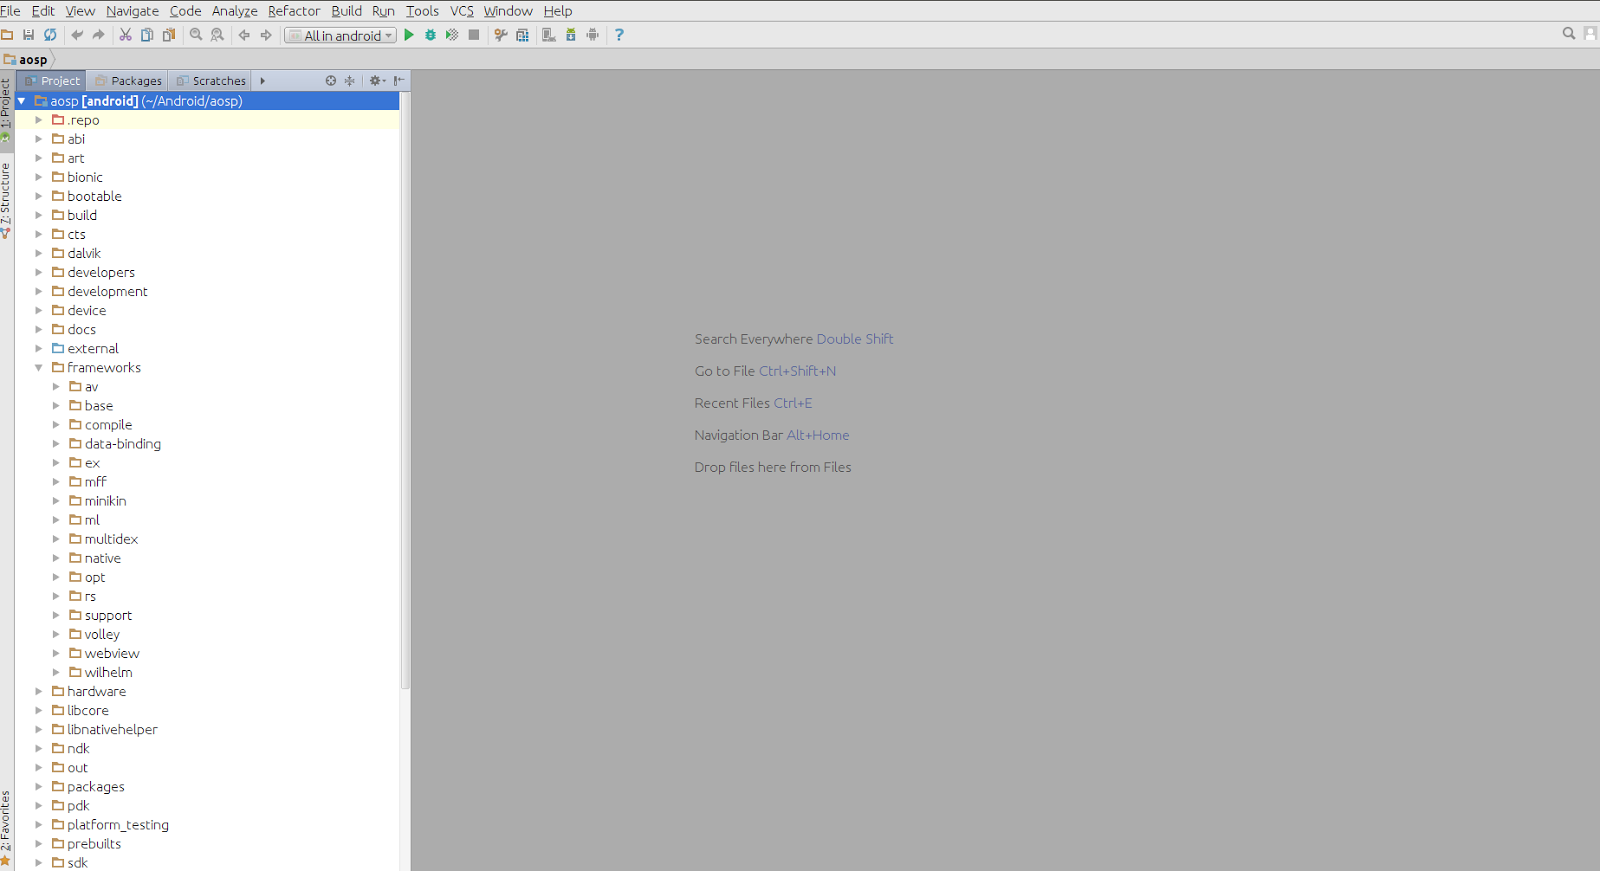 File Edit View Navigate Code Analyze Refactor Build Run Tools VCS Window Help
All in android
?
aosp
Project Packages Scratches
1: Project
7: Structure
2: Favorites
aosp [android] (~/Android/aosp)
.repo
abi
art
bionic
bootable
build
cts
dalvik
developers
development
device
docs
external
frameworks
av
base
compile
data-binding
ex
mff
minikin
ml
multidex
native
opt
rs
support
volley
webview
wilhelm
hardware
libcore
libnativehelper
ndk
out
packages
pdk
platform_testing
prebuilts
sdk
Search Everywhere Double Shift
Go to File Ctrl+Shift+N
Recent Files Ctrl+E
Navigation Bar Alt+Home
Drop files here from Files